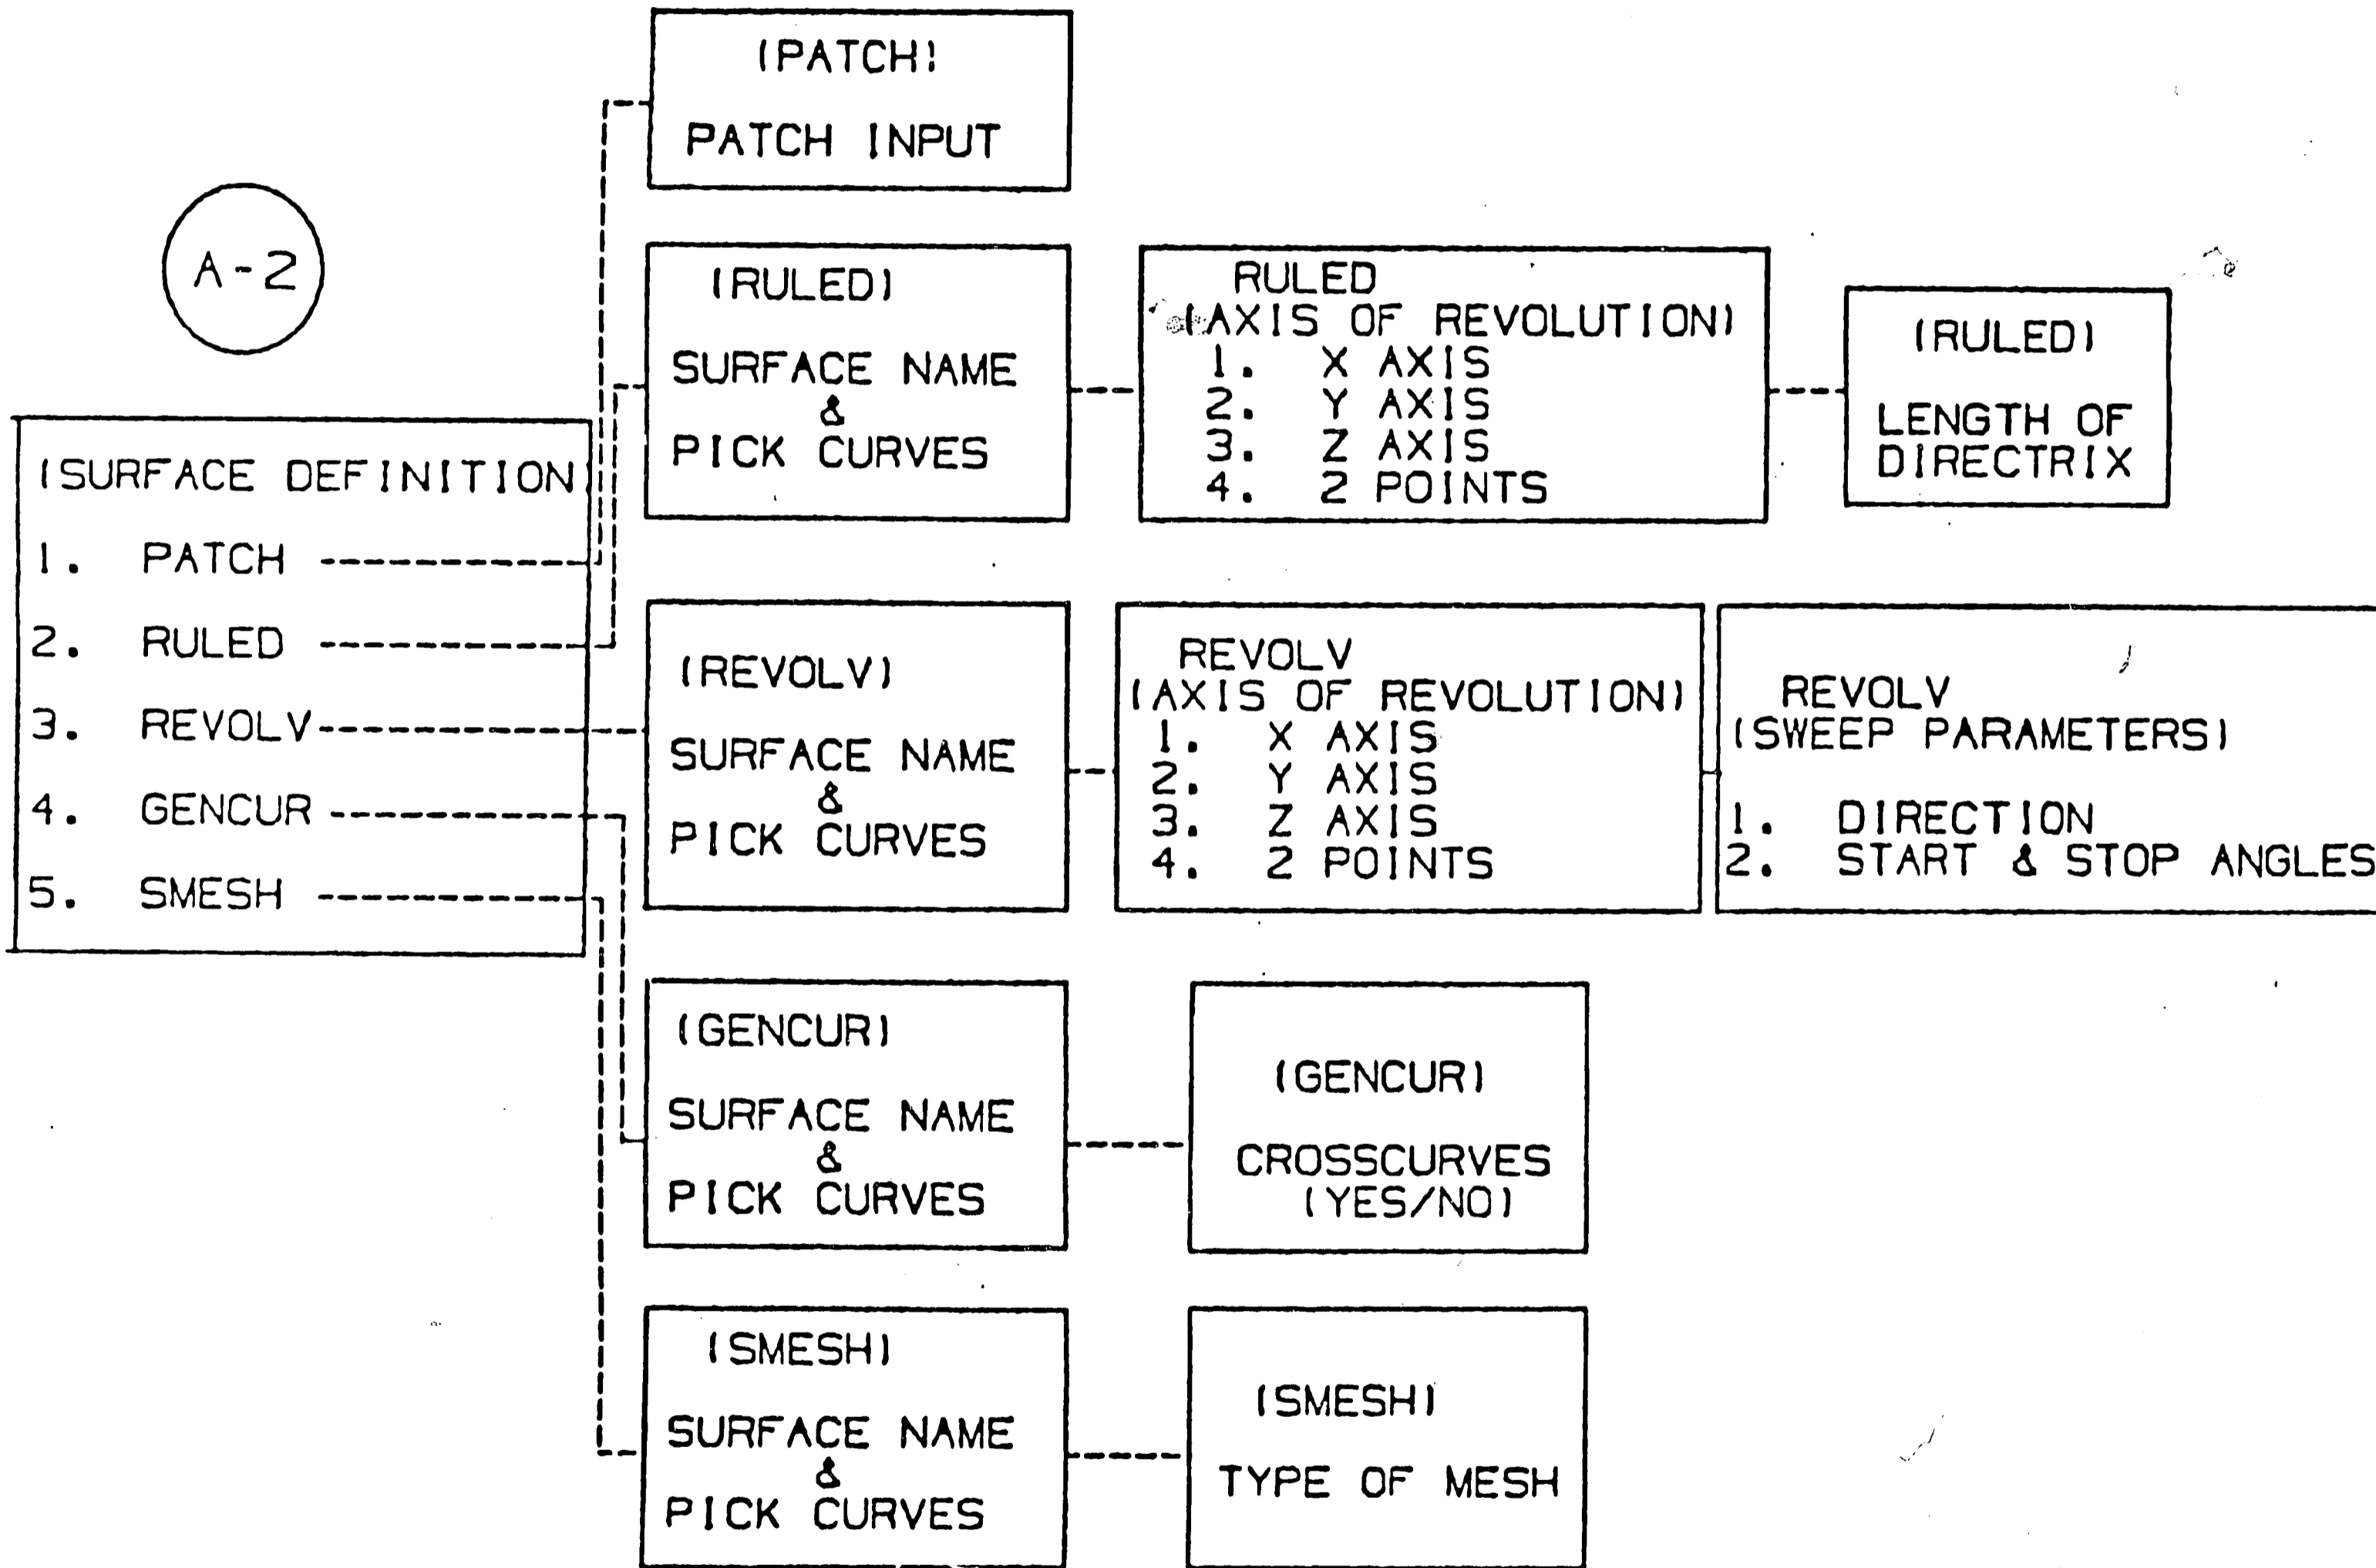 A-2
(SURFACE DEFINITION
1. PATCH
2. RULED
3. REVOLV
4. GENCUR
5. SMESH
(PATCH)
PATCH INPUT
(RULED)
SURFACE NAME
&
PICK CURVES
RULED
(AXIS OF REVOLUTION)
1. X AXIS
2. Y AXIS
3. Z AXIS
4. 2 POINTS
(RULED)
LENGTH OF
DIRECTRIX
(REVOLV)
SURFACE NAME
&
PICK CURVES
REVOLV
(AXIS OF REVOLUTION)
1. X AXIS
2. Y AXIS
3. Z AXIS
4. 2 POINTS
REVOLV
(SWEEP PARAMETERS)
1. DIRECTION
2. START & STOP ANGLES
(GENCUR)
SURFACE NAME
&
PICK CURVES
(GENCUR)
CROSSCURVES
(YES/NO)
(SMESH)
SURFACE NAME
&
PICK CURVES
(SMESH)
TYPE OF MESH